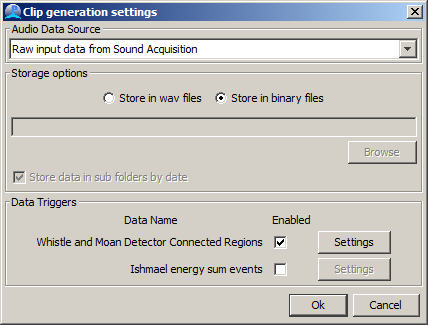 Clip generation settings
Audio Data Source
Raw input data from Sound Acquisition
Storage options
Store in wav files Store in binary files
Browse
Store data in sub folders by date
Data Triggers
Data Name Enabled
Whistle and Moan Detector Connected Regions Settings
Ishmael energy sum events Settings
Ok Cancel